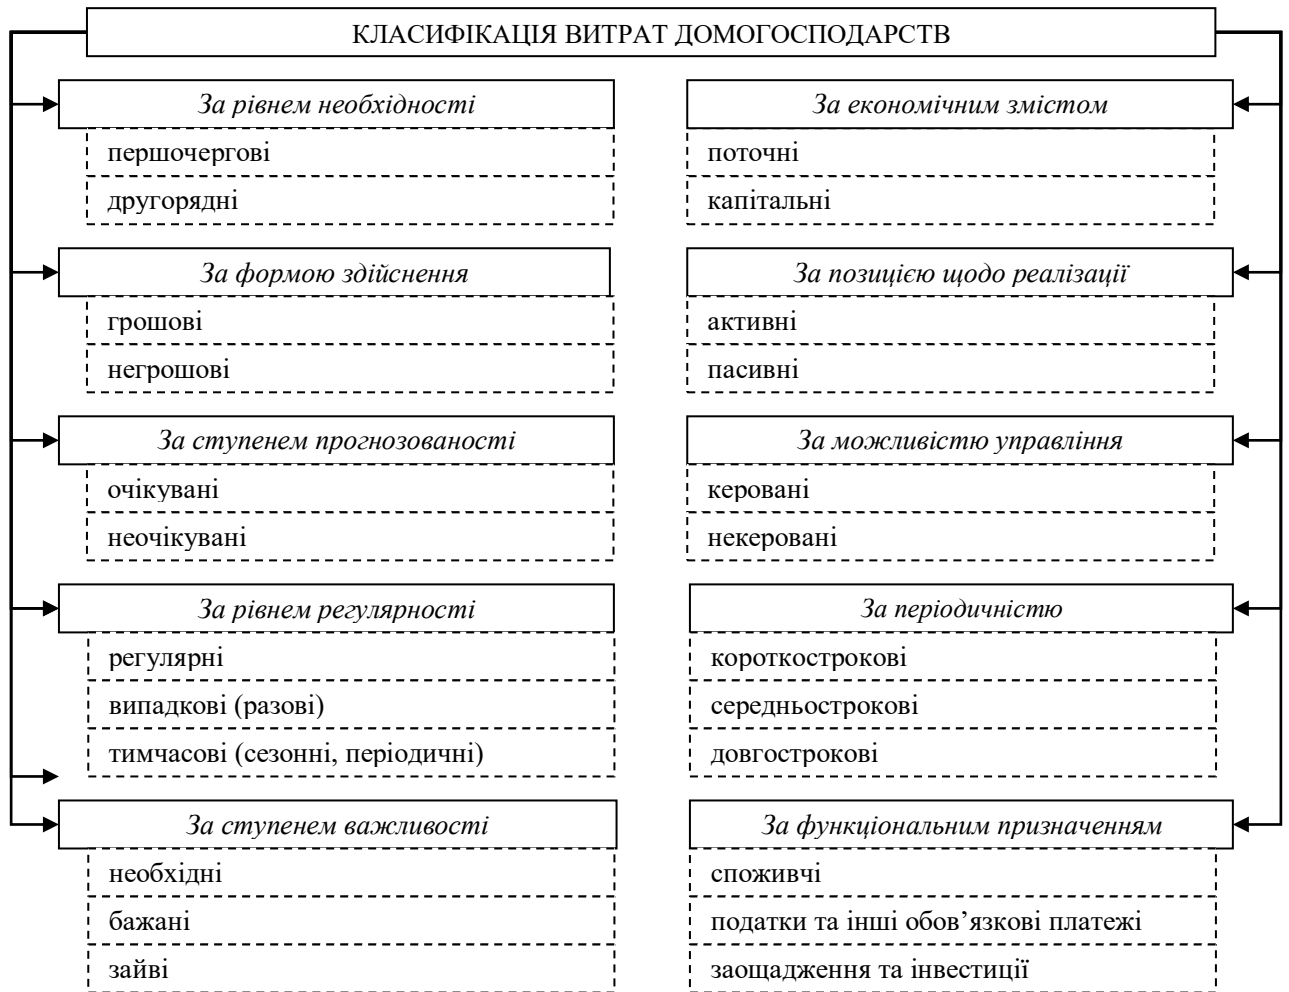 КЛАСИФІКАЦІЯ ВИТРАТ ДОМОГОСПОДАРСТВ
За рівнем необхідності
першочергові
другорядні
За формою здійснення
грошові
негрошові
За ступенем прогнозованості
очікувані
неочікувані
За рівнем регулярності
регулярні
випадкові (разові)
тимчасові (сезонні, періодичні)
За ступенем важливості
необхідні
бажані
зайві
За економічним змістом
поточні
капітальні
За позицією щодо реалізації
активні
пасивні
За можливістю управління
керовані
некеровані
За періодичністю
короткострокові
середньострокові
довгострокові
За функціональним призначенням
споживчі
податки та інші обов’язкові платежі
заощадження та інвестиції